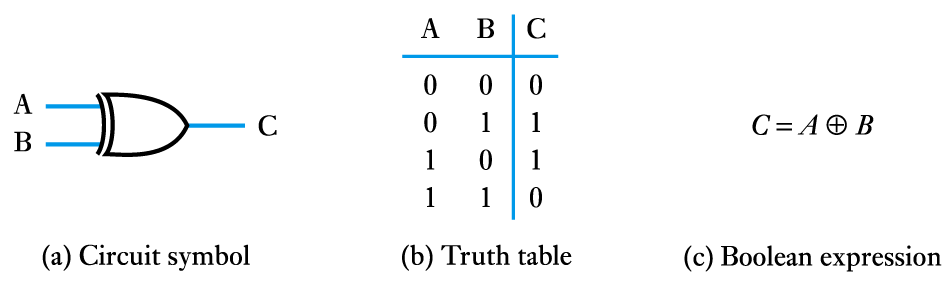 A
B
C
A B C
0 0 0
0 1 1
1 0 1
1 1 0
C = A ⊕ B
(a) Circuit symbol
(b) Truth table
(c) Boolean expression